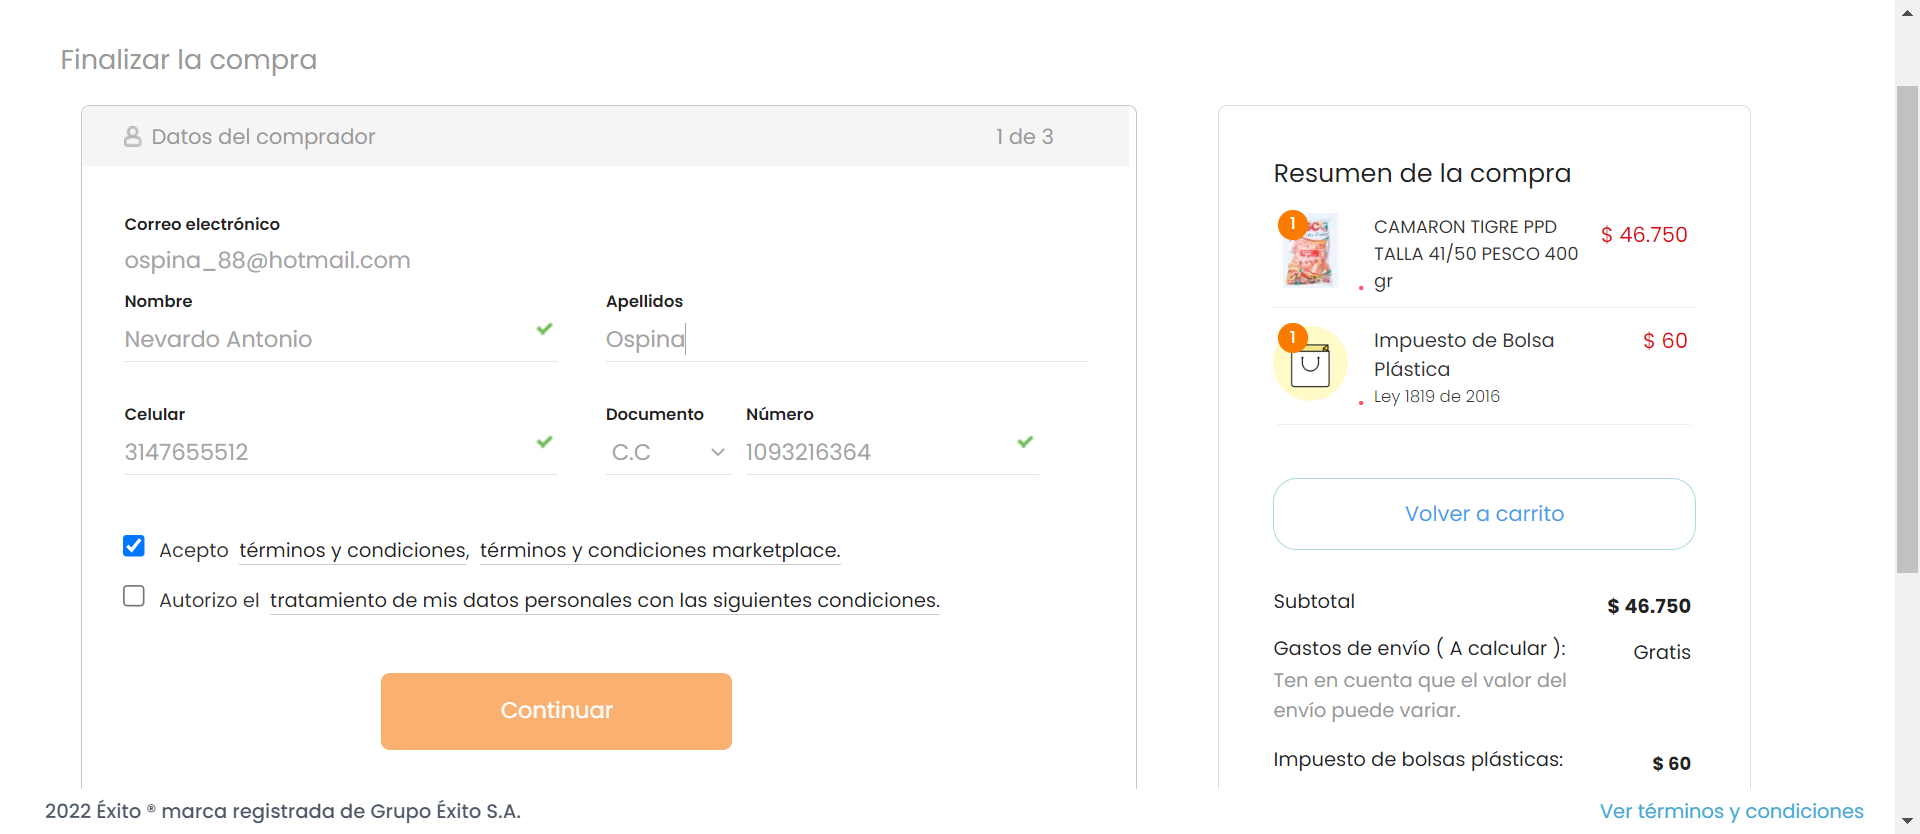 Finalizar la compra
Datos del comprador
1 de 3
Correo electrónico
ospina_88@hotmail.com
Nombre
Apellidos
Nevardo Antonio
Ospina
Celular
Documento
Número
3147655512
C.C
1093216364
Acepto términos y condiciones, términos y condiciones marketplace.
Autorizo el tratamiento de mis datos personales con las siguientes condiciones.
Continuar
Resumen de la compra
1
CAMARON TIGRE PPD
TALLA 41/50 PESCO 400
gr
$ 46.750
1
Impuesto de Bolsa
Plástica
Ley 1819 de 2016
$ 60
Volver a carrito
Subtotal
$ 46.750
Gastos de envío ( A calcular ):
Gratis
Ten en cuenta que el valor del
envío puede variar.
Impuesto de bolsas plásticas:
$ 60
2022 Éxito ® marca registrada de Grupo Éxito S.A.
Ver términos y condiciones